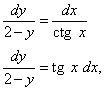 dy/(2−y) = dx/(ctg x)
dy/(2−y) = tg x dx,